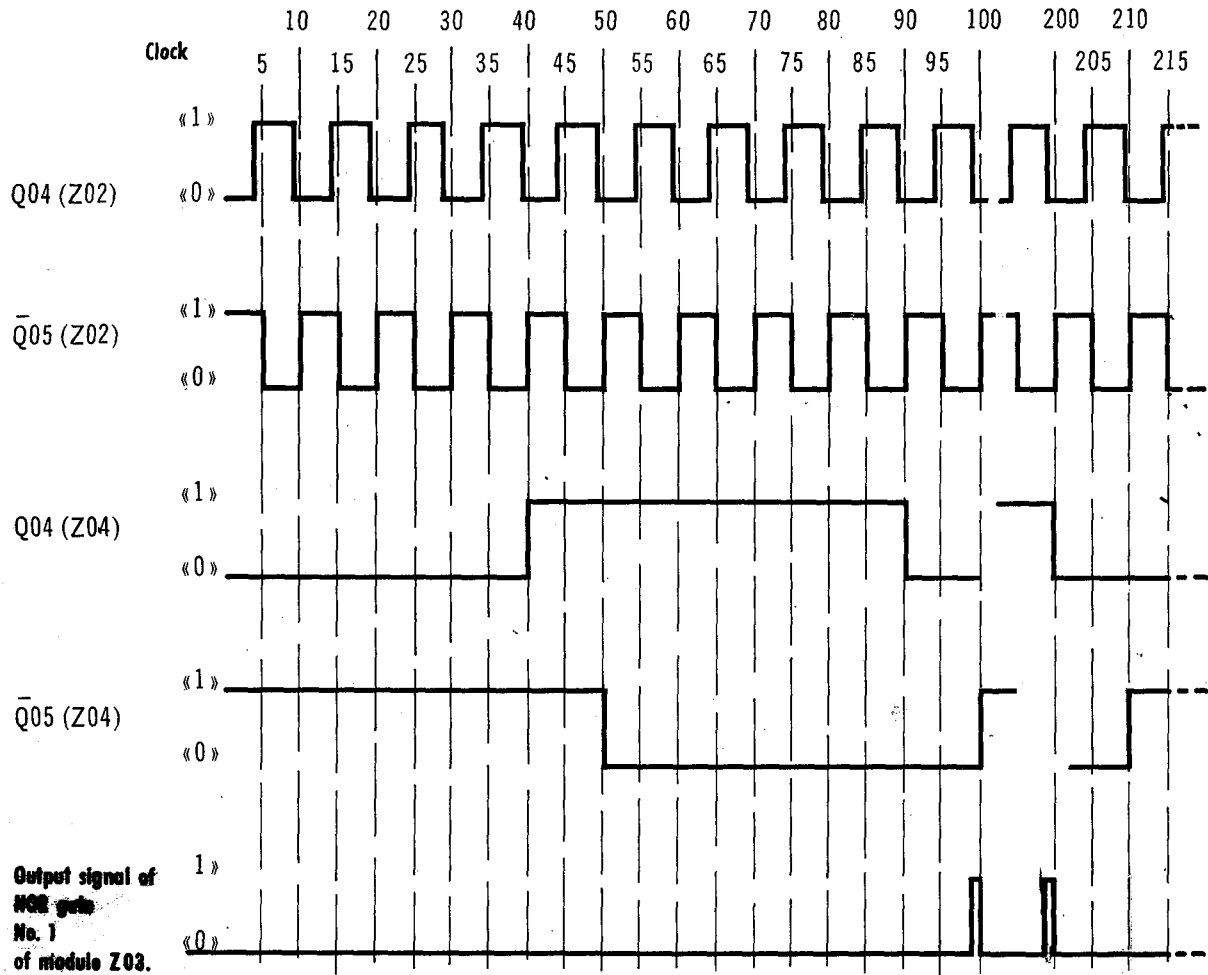 10 20 30 40 50 60 70 80 90 100 200 210
Clock
5 15 25 35 45 55 65 75 85 95 205 215
«1»
Q04 (Z02) «0»
«1»
Q̄05 (Z02)
«0»
«1»
Q04 (Z04)
«0»
«1»
Q̄05 (Z04)
«0»
1»
Output signal of
NOR gate
No. 1
«0»
of module Z03.